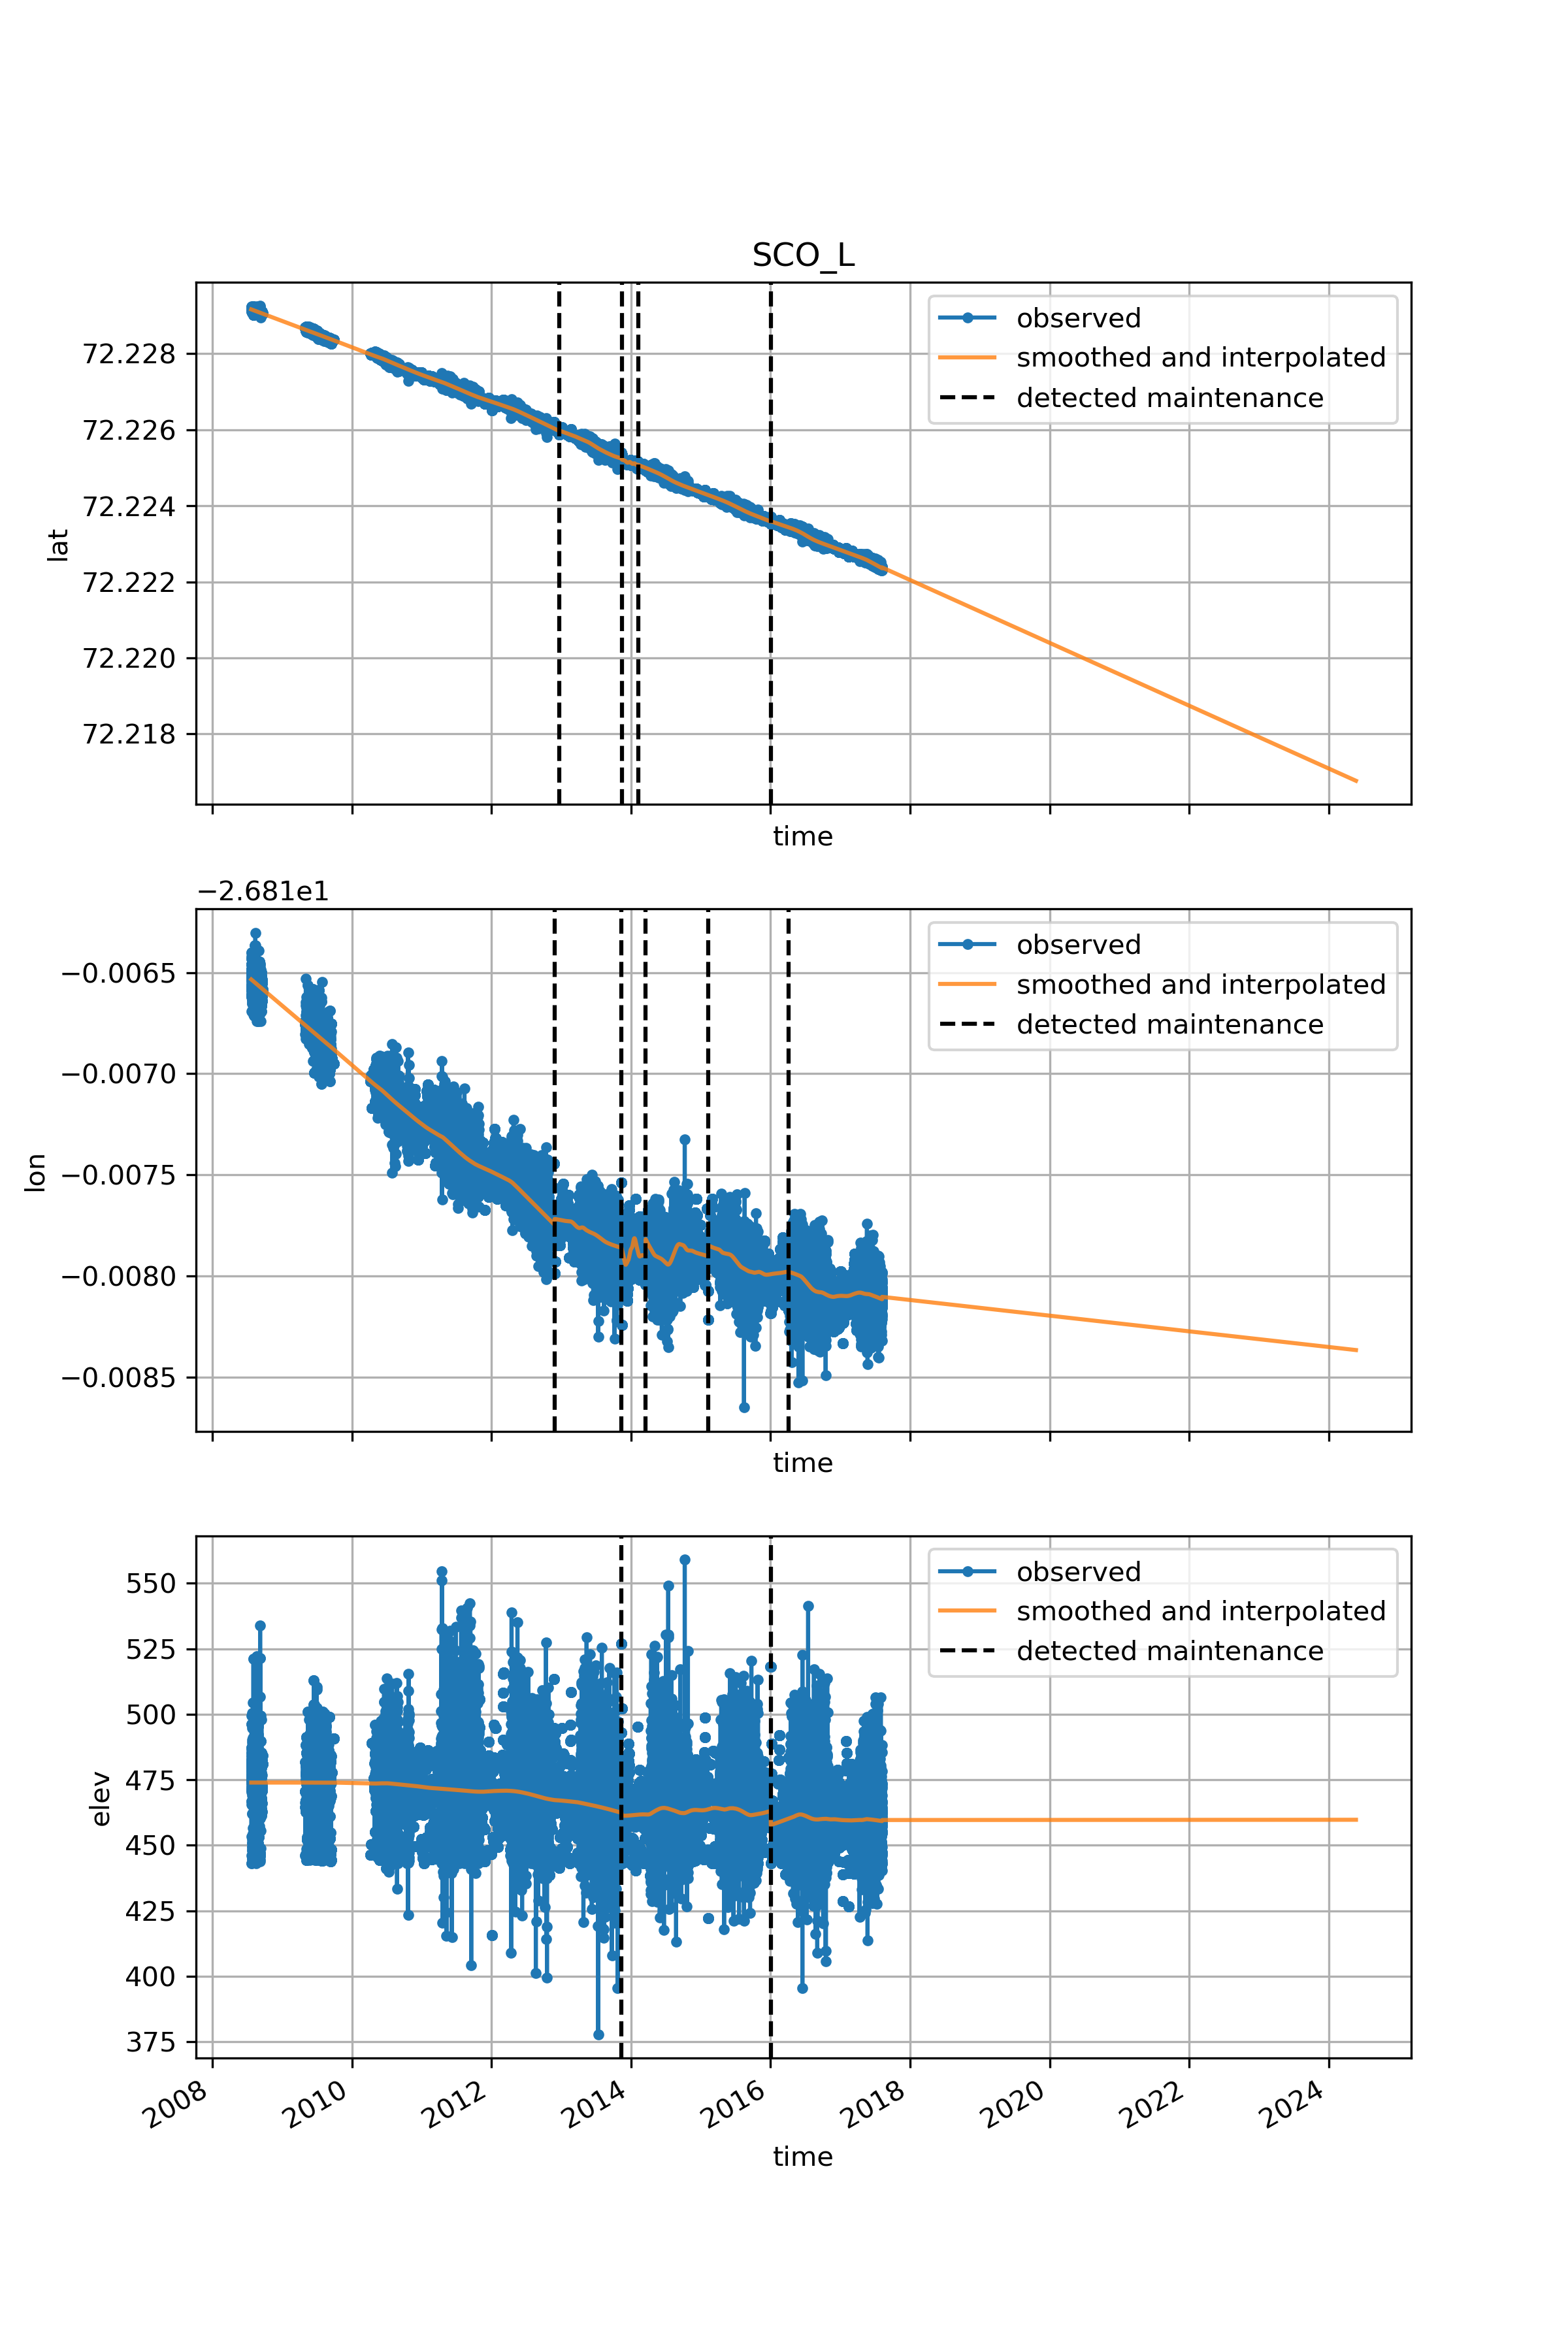 SCO_L
observed
smoothed and interpolated
detected maintenance
72.228
72.226
72.224
72.222
72.220
72.218
lat
time
−2.681e1
observed
smoothed and interpolated
detected maintenance
−0.0065
−0.0070
−0.0075
−0.0080
−0.0085
lon
time
observed
smoothed and interpolated
detected maintenance
550
525
500
475
450
425
400
375
elev
2008 2010 2012 2014 2016 2018 2020 2022 2024
time